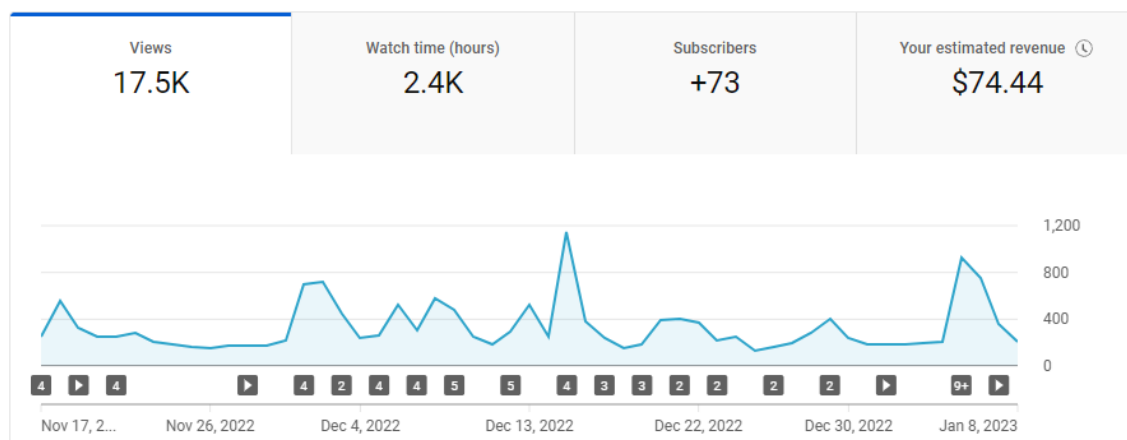 Views
17.5K
Watch time (hours)
2.4K
Subscribers
+73
Your estimated revenue
$74.44
1,200
800
400
0
4 4 4 2 4 4 5 5 4 3 3 2 2 2 2 9+
Nov 17, 2... Nov 26, 2022 Dec 4, 2022 Dec 13, 2022 Dec 22, 2022 Dec 30, 2022 Jan 8, 2023